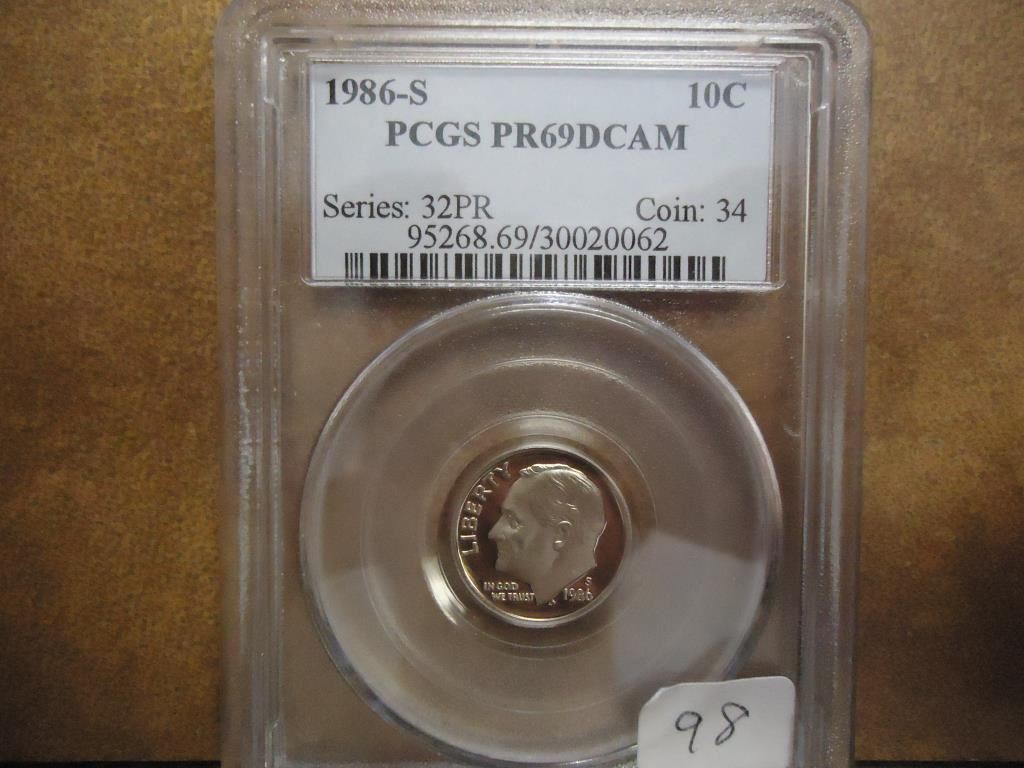 1986-S 10C
PCGS PR69DCAM
Series: 32PR Coin: 34
95268.69/30020062
LIBERTY
IN GOD
WE TRUST
S
1986
98